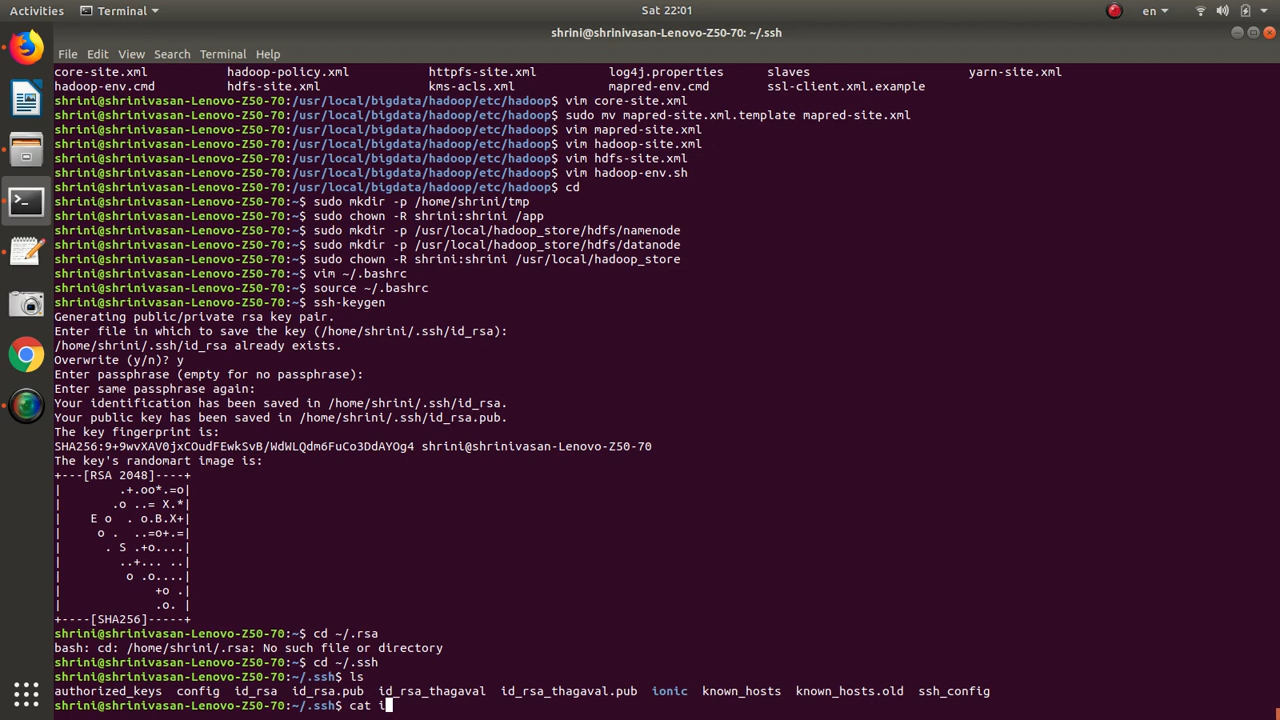 Activities Terminal Sat 22:01 en
shrini@shrinivasan-Lenovo-Z50-70: ~/.ssh
File Edit View Search Terminal Help
core-site.xml hadoop-policy.xml httpfs-site.xml log4j.properties slaves yarn-site.xml
hadoop-env.cmd hdfs-site.xml kms-acls.xml mapred-env.cmd ssl-client.xml.example
shrini@shrinivasan-Lenovo-Z50-70:/usr/local/bigdata/hadoop/etc/hadoop$ vim core-site.xml
shrini@shrinivasan-Lenovo-Z50-70:/usr/local/bigdata/hadoop/etc/hadoop$ sudo mv mapred-site.xml.template mapred-site.xml
shrini@shrinivasan-Lenovo-Z50-70:/usr/local/bigdata/hadoop/etc/hadoop$ vim mapred-site.xml
shrini@shrinivasan-Lenovo-Z50-70:/usr/local/bigdata/hadoop/etc/hadoop$ vim hadoop-site.xml
shrini@shrinivasan-Lenovo-Z50-70:/usr/local/bigdata/hadoop/etc/hadoop$ vim hdfs-site.xml
shrini@shrinivasan-Lenovo-Z50-70:/usr/local/bigdata/hadoop/etc/hadoop$ vim hadoop-env.sh
shrini@shrinivasan-Lenovo-Z50-70:/usr/local/bigdata/hadoop/etc/hadoop$ cd
shrini@shrinivasan-Lenovo-Z50-70:~$ sudo mkdir -p /home/shrini/tmp
shrini@shrinivasan-Lenovo-Z50-70:~$ sudo chown -R shrini:shrini /app
shrini@shrinivasan-Lenovo-Z50-70:~$ sudo mkdir -p /usr/local/hadoop_store/hdfs/namenode
shrini@shrinivasan-Lenovo-Z50-70:~$ sudo mkdir -p /usr/local/hadoop_store/hdfs/datanode
shrini@shrinivasan-Lenovo-Z50-70:~$ sudo chown -R shrini:shrini /usr/local/hadoop_store
shrini@shrinivasan-Lenovo-Z50-70:~$ vim ~/.bashrc
shrini@shrinivasan-Lenovo-Z50-70:~$ source ~/.bashrc
shrini@shrinivasan-Lenovo-Z50-70:~$ ssh-keygen
Generating public/private rsa key pair.
Enter file in which to save the key (/home/shrini/.ssh/id_rsa):
/home/shrini/.ssh/id_rsa already exists.
Overwrite (y/n)? y
Enter passphrase (empty for no passphrase):
Enter same passphrase again:
Your identification has been saved in /home/shrini/.ssh/id_rsa.
Your public key has been saved in /home/shrini/.ssh/id_rsa.pub.
The key fingerprint is:
SHA256:9+9wvXAV0jxCOudFEwkSvB/WdWLQdm6FuCo3DdAYOg4 shrini@shrinivasan-Lenovo-Z50-70
The key's randomart image is:
+---[RSA 2048]----+
|        .+.oo*.=o|
|       .o ..= X.*|
|    E o  . o.B.X+|
|     o .  ..=o+.=|
|      . S .+o....|
|        ..+... ..|
|         o .o....|
|             +o .|
|             .o. |
+----[SHA256]-----+
shrini@shrinivasan-Lenovo-Z50-70:~$ cd ~/.rsa
bash: cd: /home/shrini/.rsa: No such file or directory
shrini@shrinivasan-Lenovo-Z50-70:~$ cd ~/.ssh
shrini@shrinivasan-Lenovo-Z50-70:~/.ssh$ ls
authorized_keys config id_rsa id_rsa.pub id_rsa_thagaval id_rsa_thagaval.pub ionic known_hosts known_hosts.old ssh_config
shrini@shrinivasan-Lenovo-Z50-70:~/.ssh$ cat i